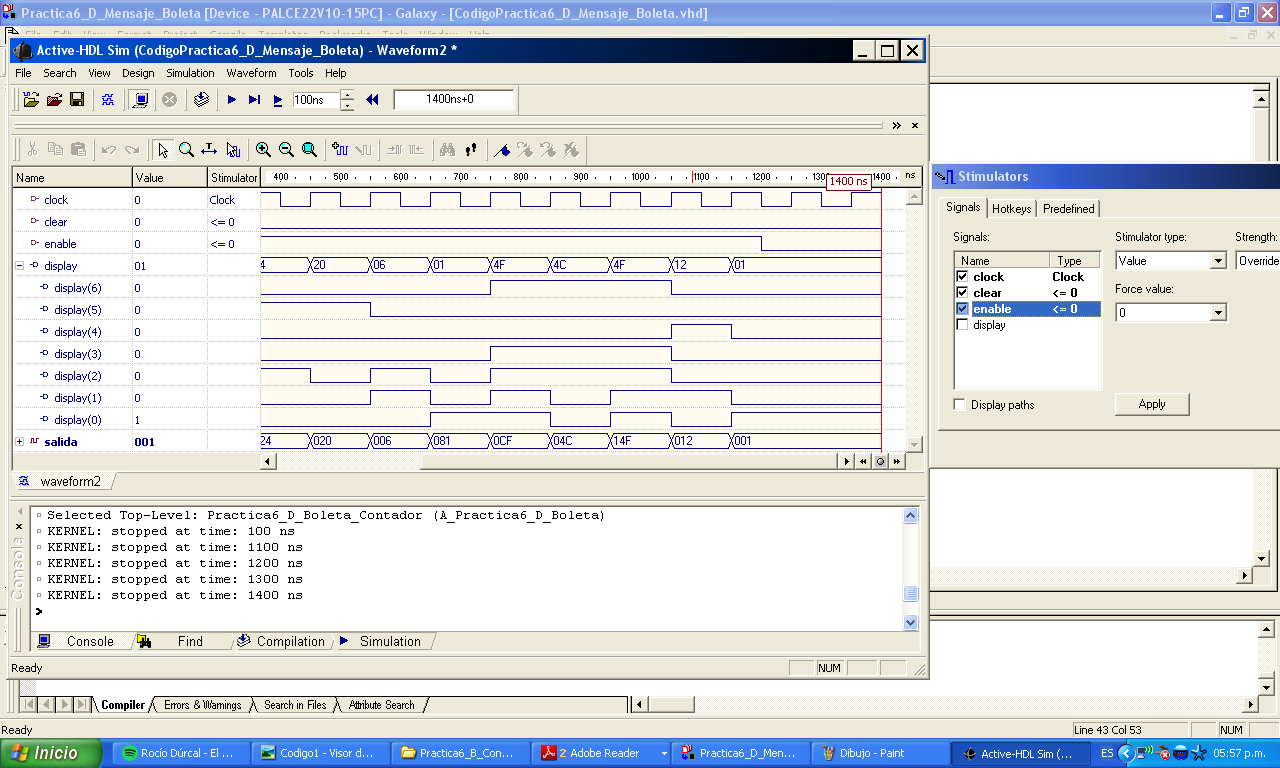 Practica6_D_Mensaje_Boleta [Device - PALCE22V10-15PC] - Galaxy - [CodigoPractica6_D_Mensaje_Boleta.vhd]
Active-HDL Sim (CodigoPractica6_D_Mensaje_Boleta) - Waveform2 *
File Search View Design Simulation Waveform Tools Help
100ns 1400ns+0
Name Value Stimulator 400 500 600 700 800 900 1000 1100 1200 1400 ns
1400 ns
clock 0 Clock
clear 0 <= 0
enable 0 <= 0
display 01 4 20 06 01 4F 4C 4F 12 01
display(6) 0
display(5) 0
display(4) 0
display(3) 0
display(2) 0
display(1) 0
display(0) 1
salida 001 24 020 006 081 0CF 04C 14F 012 001
waveform2
Stimulators
Signals Hotkeys Predefined
Signals: Stimulator type: Strength:
Name Type Value Override
clock Clock
clear <= 0 Force value:
enable <= 0 0
display
Display paths Apply
Consola
Selected Top-Level: Practica6_D_Boleta_Contador (A_Practica6_D_Boleta)
KERNEL: stopped at time: 100 ns
KERNEL: stopped at time: 1100 ns
KERNEL: stopped at time: 1200 ns
KERNEL: stopped at time: 1300 ns
KERNEL: stopped at time: 1400 ns
>
Console Find Compilation Simulation
Ready NUM
Compiler Errors & Warnings Search in Files Attribute Search
Ready Line 43 Col 53 NUM
Inicio Rocío Dúrcal - El ... Codigo1 - Visor d... Practica6_B_Con... 2 Adobe Reader Practica6_D_Men... Dibujo - Paint Active-HDL Sim (... ES 05:57 p.m.